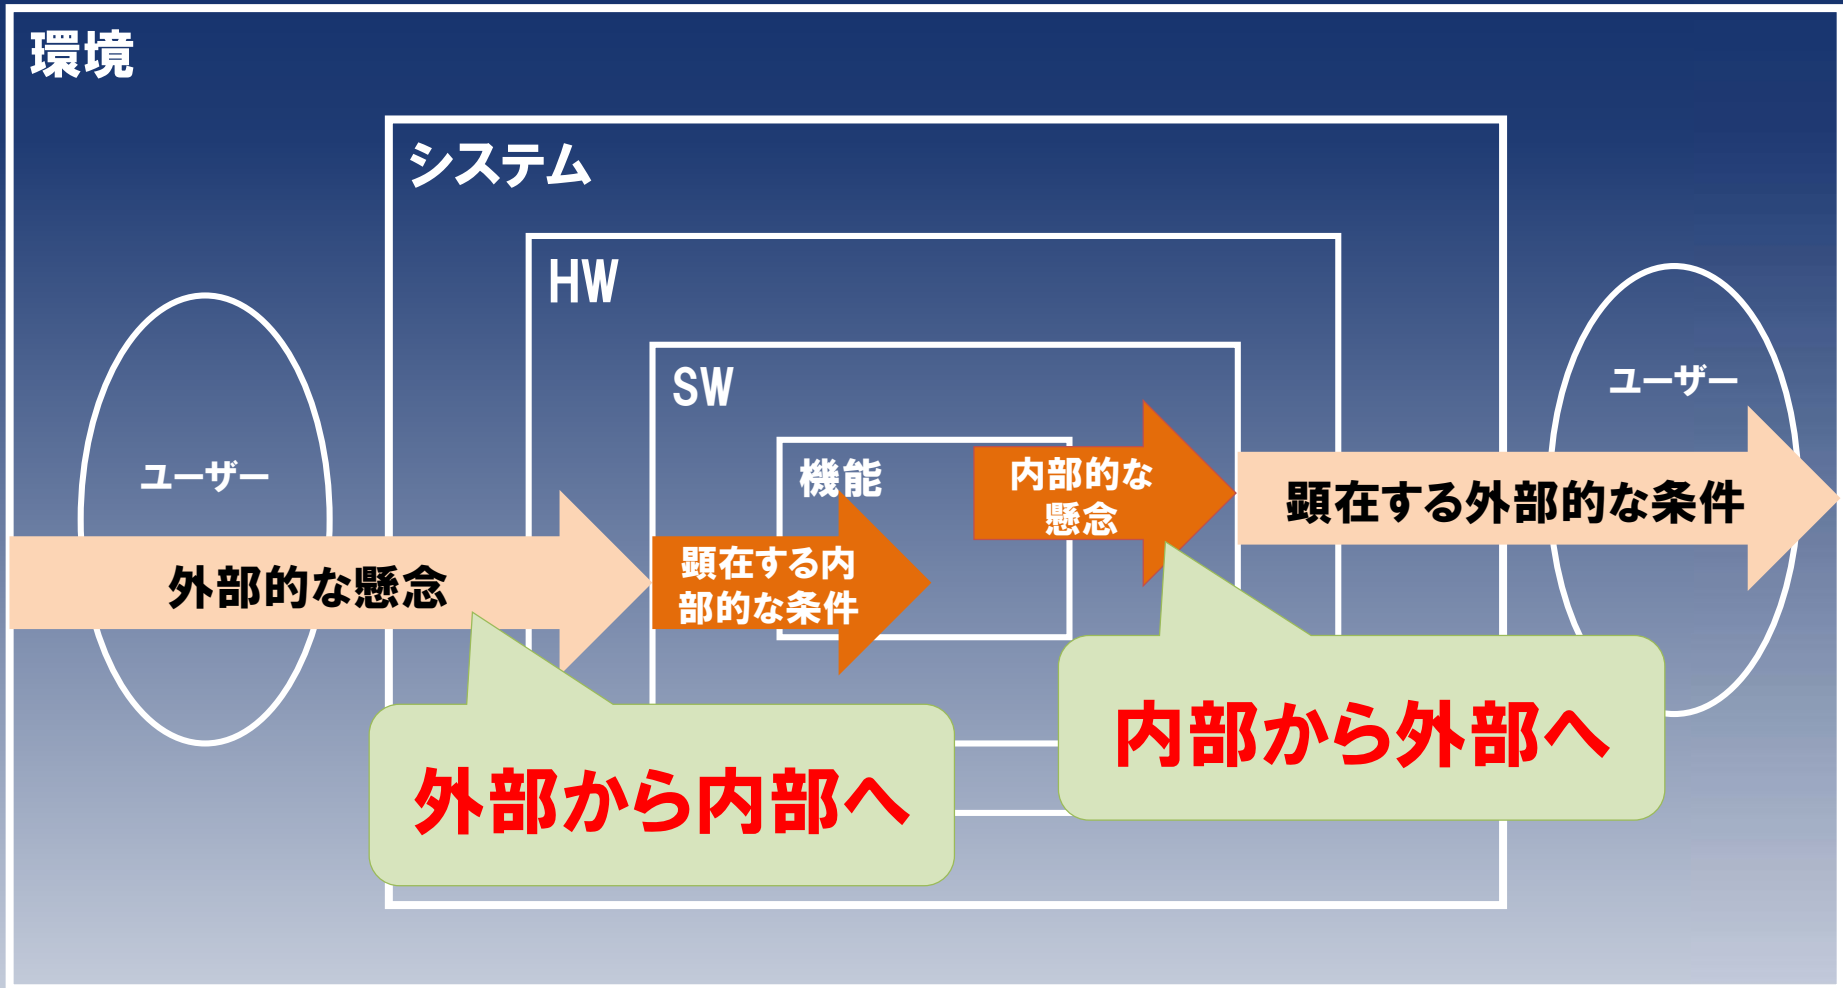 環境
システム
HW
SW
機能
ユーザー
外部的な懸念
顕在する内
部的な条件
内部的な
懸念
顕在する外部的な条件
ユーザー
外部から内部へ
内部から外部へ